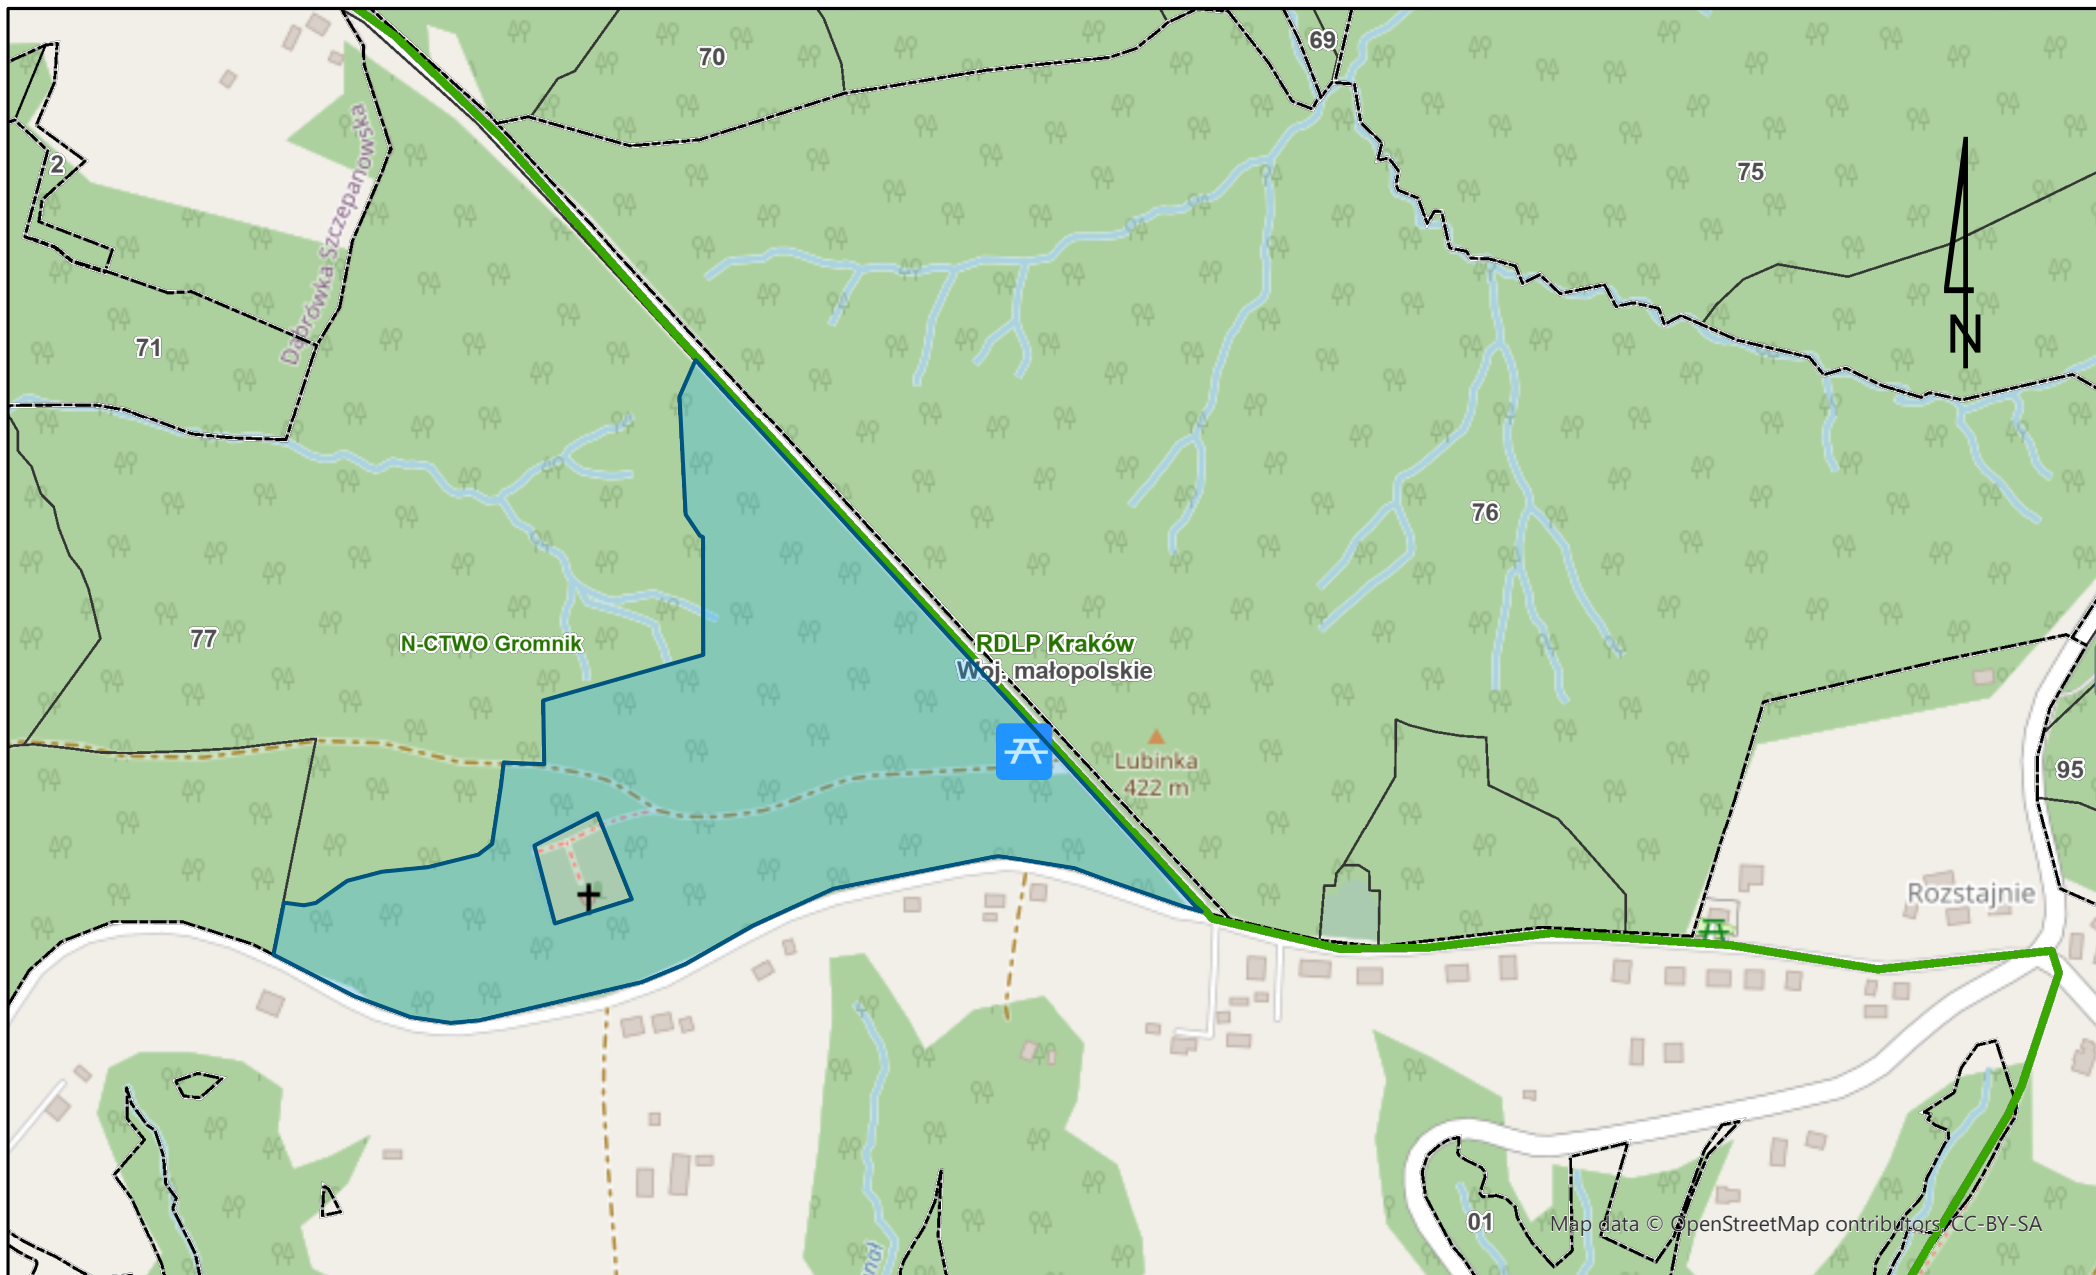 69
70
2
75
Dąbrówka Szczepanowska
N
71
76
77
N-CTWO Gromnik
RDLP Kraków
Woj. małopolskie
Lubinka
422 m
95
Rozstajnie
01
Map data © OpenStreetMap contributors, CC-BY-SA